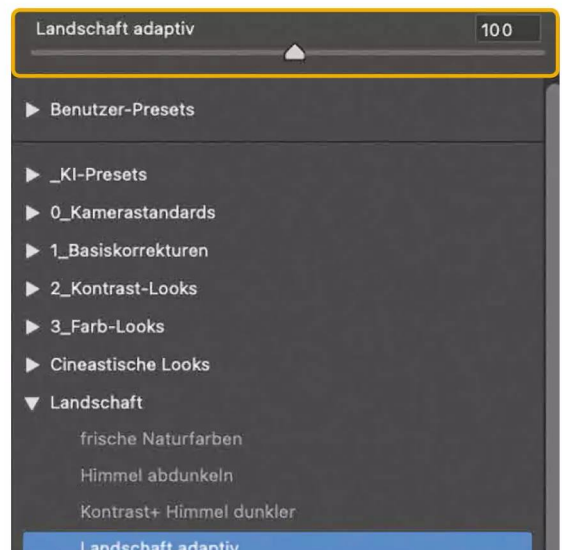 Landschaft adaptiv 100
Benutzer-Presets
_KI-Presets
0_Kamerastandards
1_Basiskorrekturen
2_Kontrast-Looks
3_Farb-Looks
Cineastische Looks
Landschaft
frische Naturfarben
Himmel abdunkeln
Kontrast+ Himmel dunkler
Landschaft adaptiv